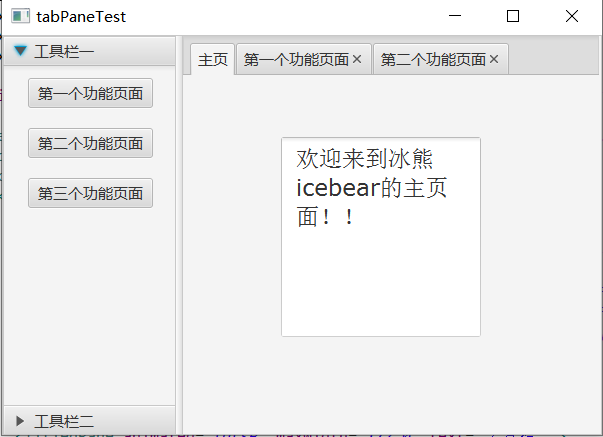 tabPaneTest
工具栏一
第一个功能页面
第二个功能页面
第三个功能页面
工具栏二
主页 第一个功能页面 第二个功能页面
欢迎来到冰熊
icebear的主页
面！！